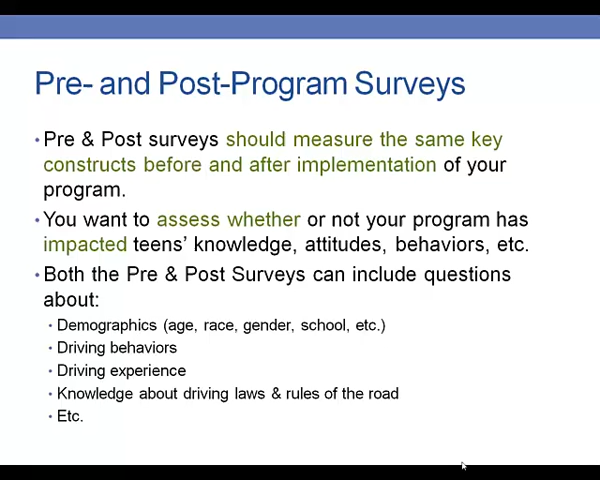 Pre- and Post-Program Surveys
• Pre & Post surveys should measure the same key
constructs before and after implementation of your
program.
• You want to assess whether or not your program has
impacted teens’ knowledge, attitudes, behaviors, etc.
• Both the Pre & Post Surveys can include questions
about:
• Demographics (age, race, gender, school, etc.)
• Driving behaviors
• Driving experience
• Knowledge about driving laws & rules of the road
• Etc.